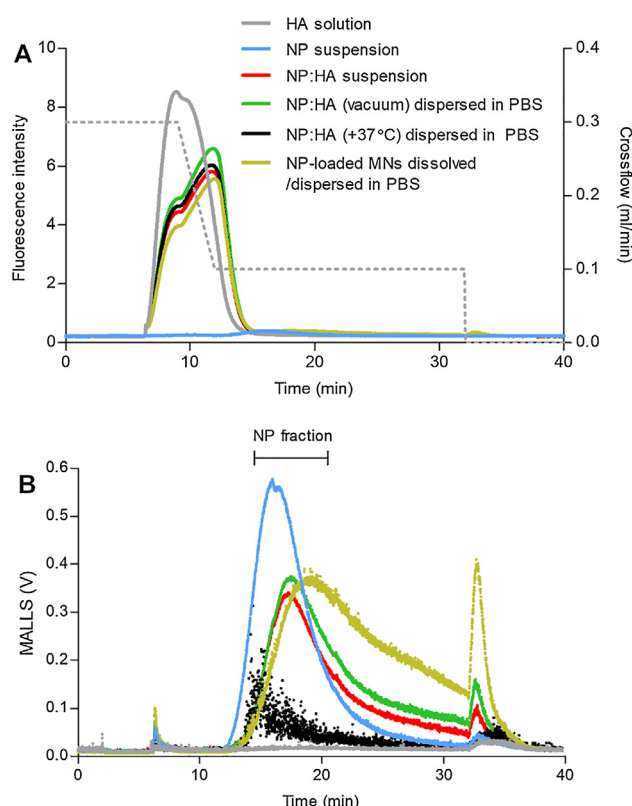 HA solution
NP suspension
NP:HA suspension
NP:HA (vacuum) dispersed in PBS
NP:HA (+37°C) dispersed in PBS
NP-loaded MNs dissolved
/dispersed in PBS
A
10
8
6
4
2
0
Fluorescence intensity
0.4
0.3
0.2
0.1
0.0
Crossflow (ml/min)
0
10
20
30
40
Time (min)
NP fraction
B
0.6
0.5
0.4
0.3
0.2
0.1
0.0
MALLS (V)
0
10
20
30
40
Time (min)